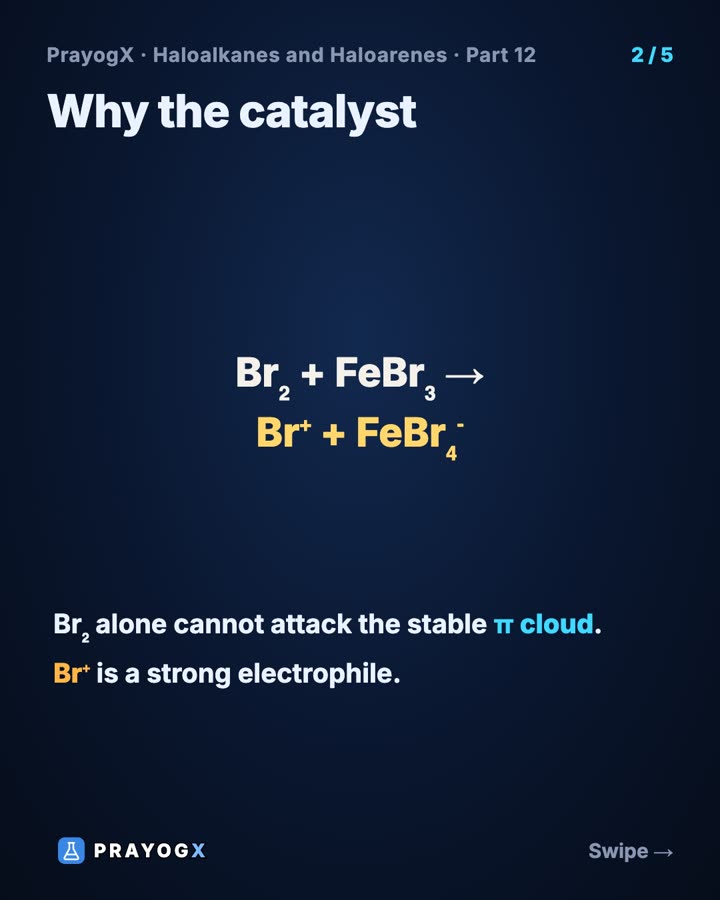 PrayogX · Haloalkanes and Haloarenes · Part 12
2 / 5
Why the catalyst
Br₂ + FeBr₃ →
Br⁺ + FeBr₄⁻
Br₂ alone cannot attack the stable π cloud.
Br⁺ is a strong electrophile.
PRAYOGX
Swipe →